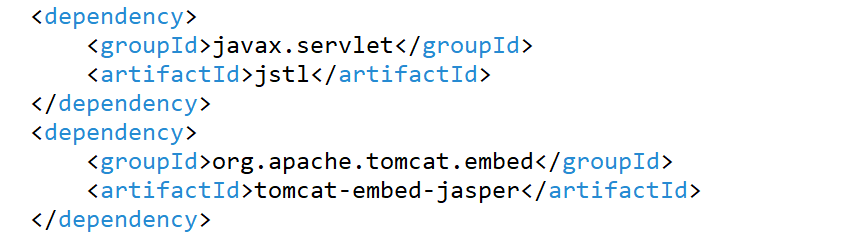 <dependency>
    <groupId>javax.servlet</groupId>
    <artifactId>jstl</artifactId>
</dependency>
<dependency>
    <groupId>org.apache.tomcat.embed</groupId>
    <artifactId>tomcat-embed-jasper</artifactId>
</dependency>